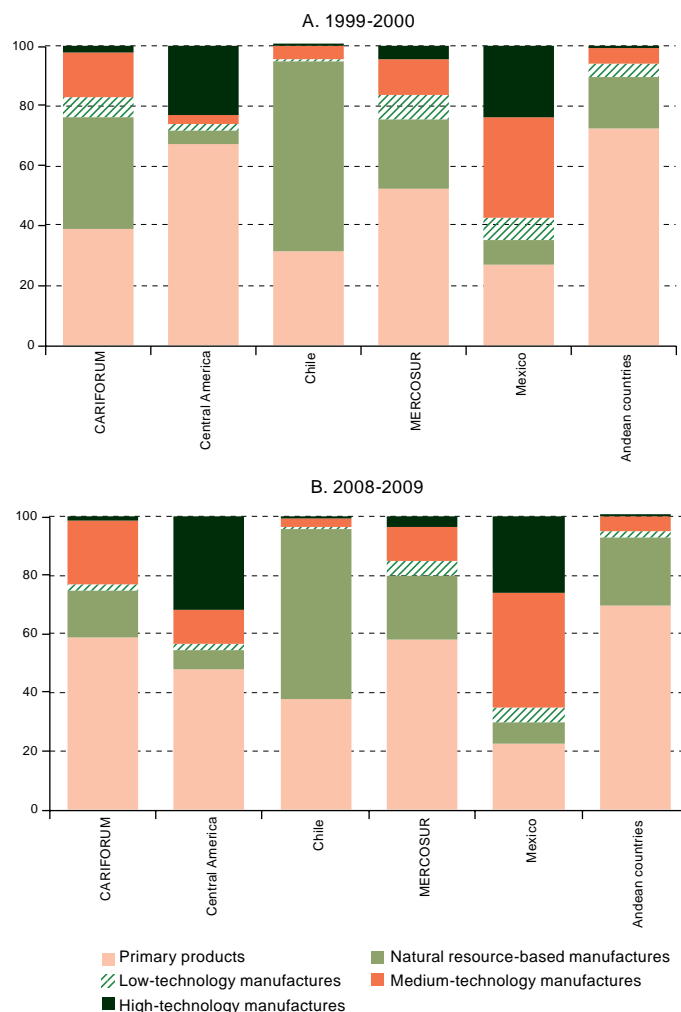 A. 1999-2000
100
80
60
40
20
0
CARIFORUM
Central America
Chile
MERCOSUR
Mexico
Andean countries
B. 2008-2009
100
80
60
40
20
0
CARIFORUM
Central America
Chile
MERCOSUR
Mexico
Andean countries
Primary products
Natural resource-based manufactures
Low-technology manufactures
Medium-technology manufactures
High-technology manufactures